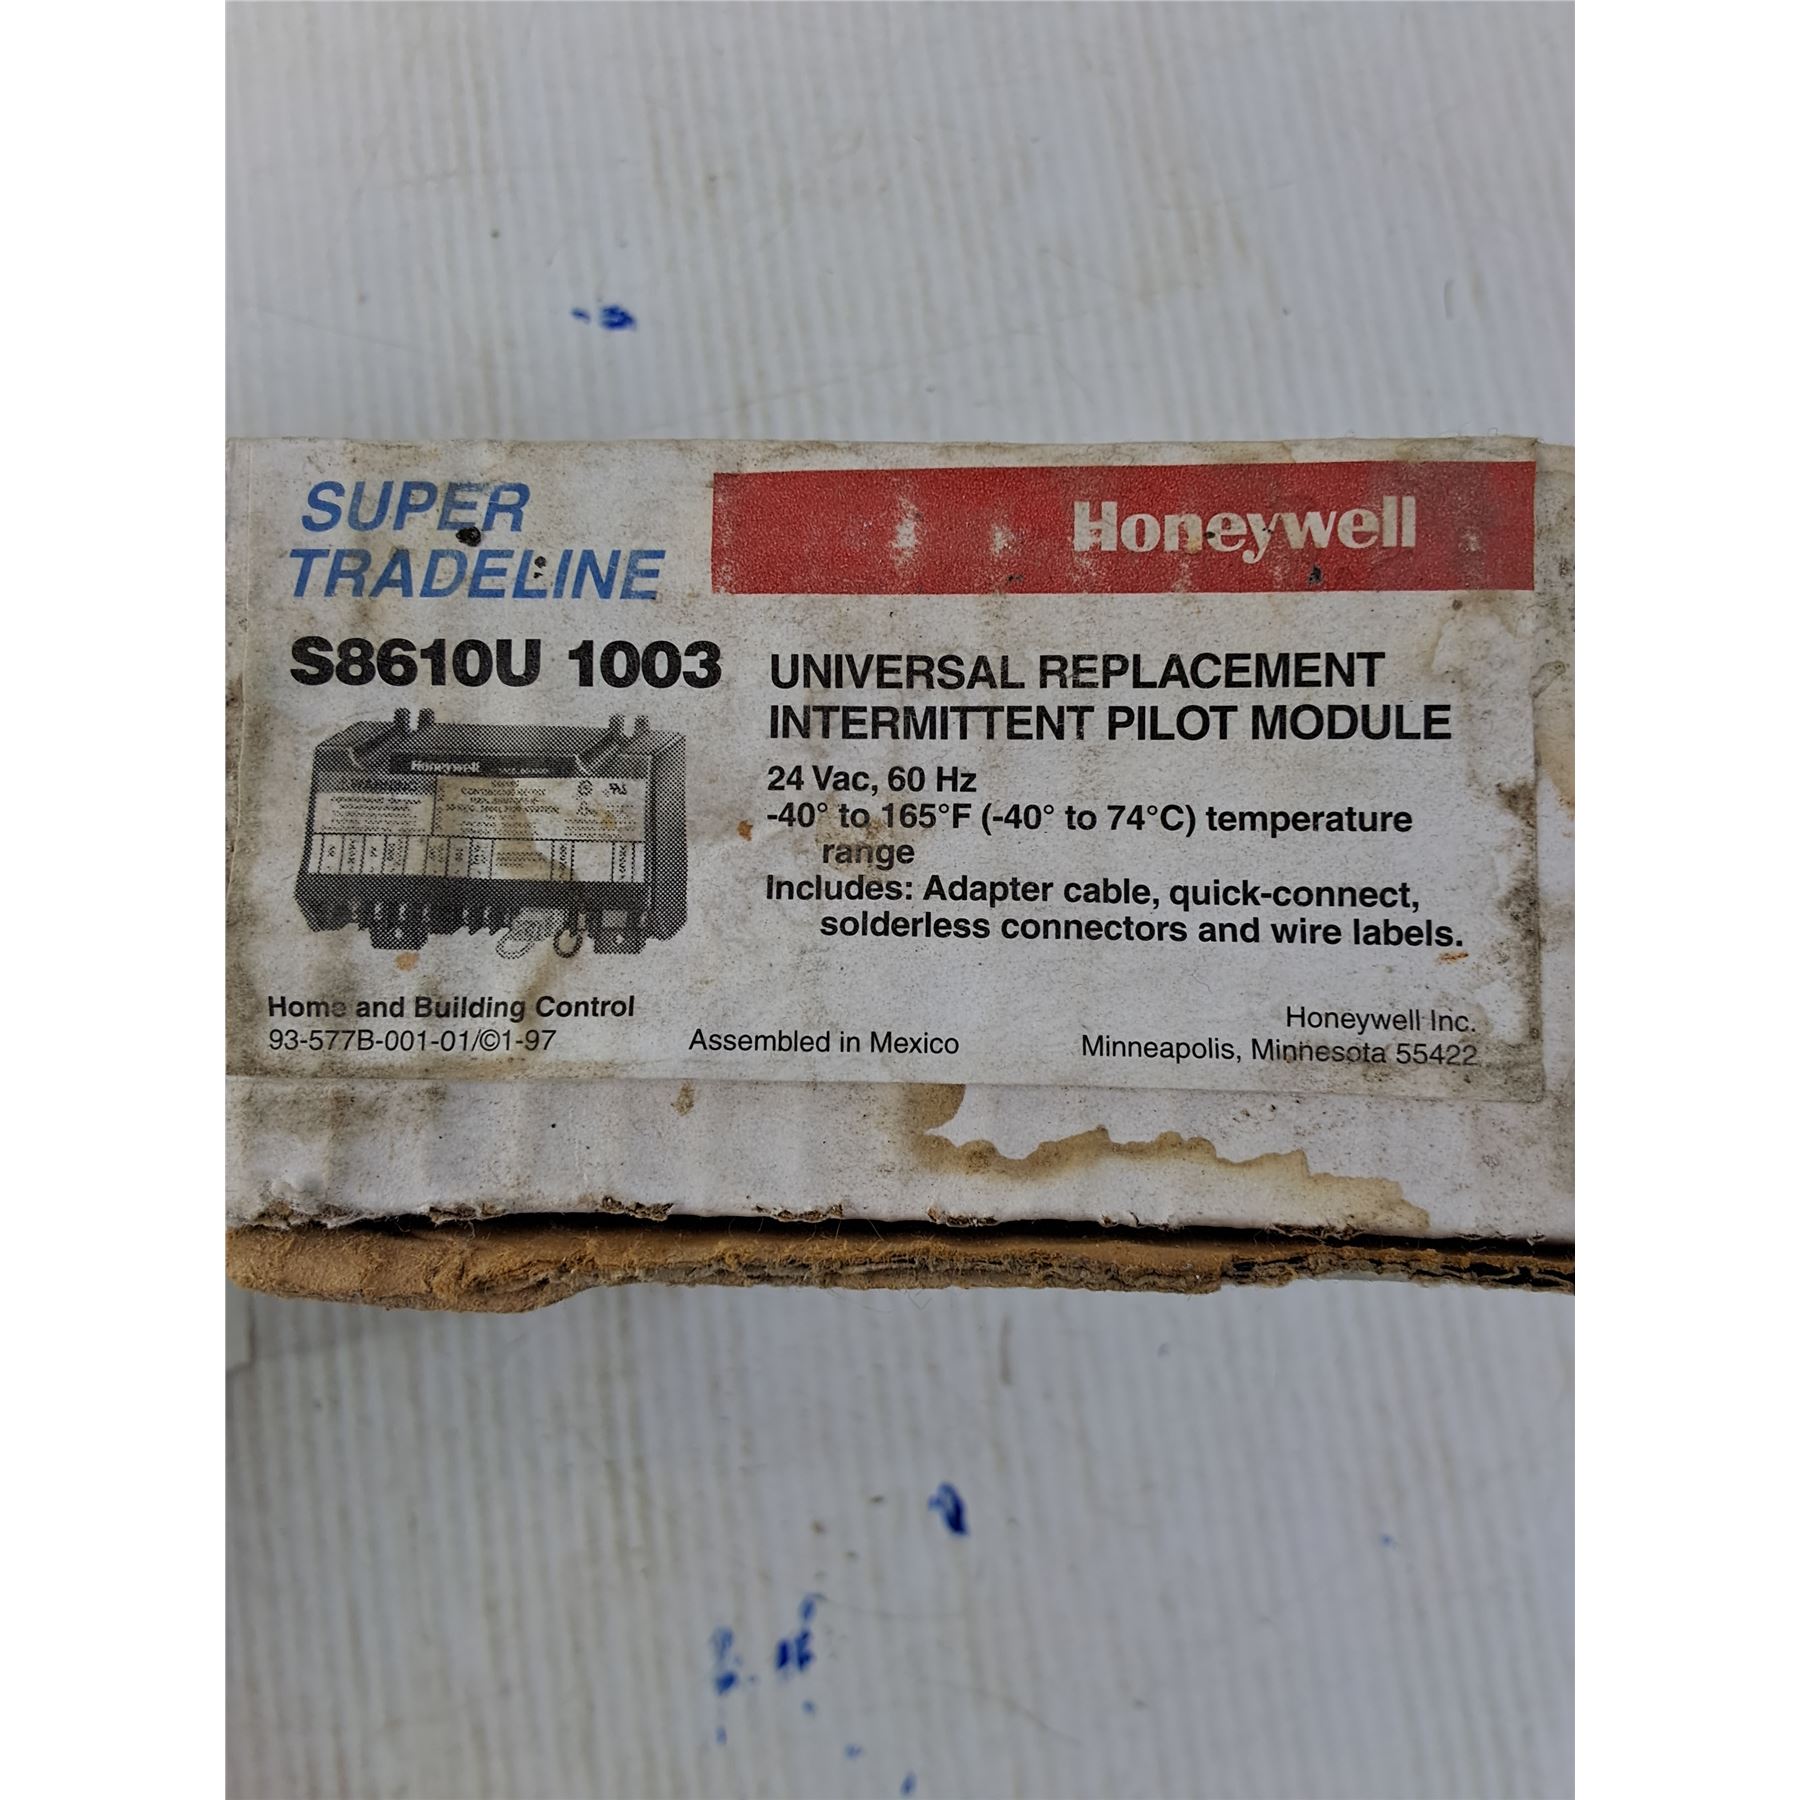 SUPER
TRADELINE
Honeywell
S8610U 1003
UNIVERSAL REPLACEMENT
INTERMITTENT PILOT MODULE
24 Vac, 60 Hz
-40° to 165°F (-40° to 74°C) temperature
range
Includes: Adapter cable, quick-connect,
solderless connectors and wire labels.
Honeywell
Home and Building Control
93-577B-001-01/©1-97
Assembled in Mexico
Honeywell Inc.
Minneapolis, Minnesota 55422